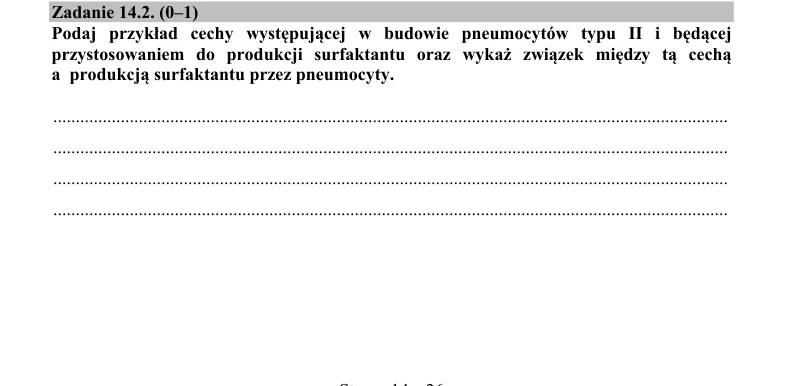 Zadanie 14.2. (0–1)
Podaj przykład cechy występującej w budowie pneumocytów typu II i będącej
przystosowaniem do produkcji surfaktantu oraz wykaż związek między tą cechą
a produkcją surfaktantu przez pneumocyty.
....................................................................................................................................................
....................................................................................................................................................
....................................................................................................................................................
....................................................................................................................................................